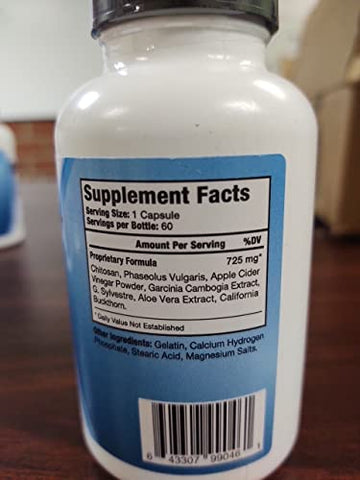 Supplement Facts
Serving Size: 1 Capsule
Servings per Bottle: 60
Amount Per Serving %DV
Proprietary Formula 725 mg*
Chitosan, Phaseolus Vulgaris, Apple Cider
Vinegar Powder, Garcinia Cambogia Extract,
G. Sylvestre, Aloe Vera Extract, California
Buckthorn.
* Daily Value Not Established
Other Ingredients: Gelatin, Calcium Hydrogen
Phosphate, Stearic Acid, Magnesium Salts.
6 43307 99046 1